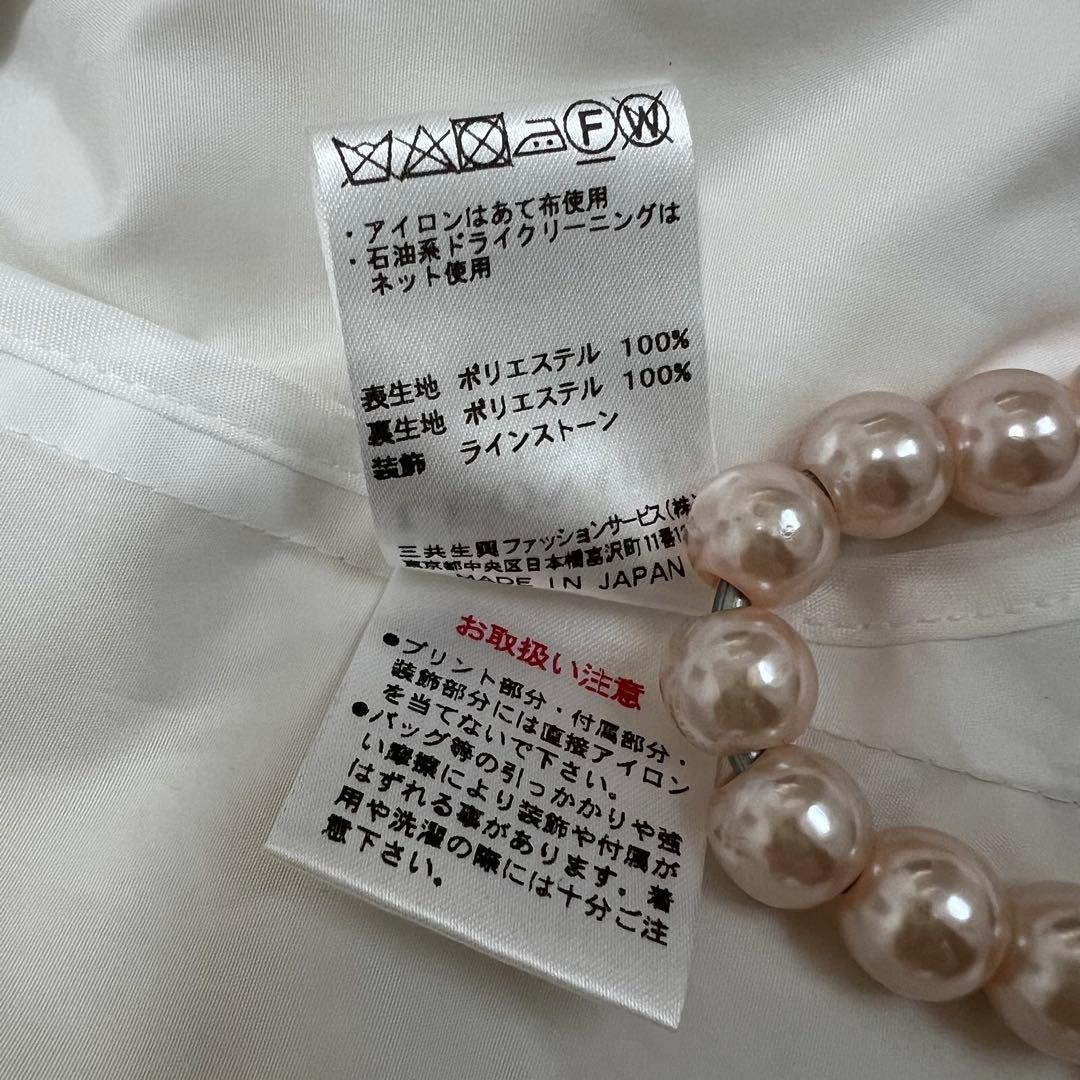 F W
・アイロンはあて布使用
・石油系ドライクリーニングは
ネット使用
表生地 ポリエステル 100%
裏生地 ポリエステル 100%
装飾 ラインストーン
三共生興ファッションサービス(株)
東京都中央区日本橋富沢町11番12
MADE IN JAPAN
お取扱い注意
●プリント部分・付属部分・
装飾部分には直接アイロン
を当てないで下さい。
●バッグ等の引っかかりや強
い摩擦により装飾や付属が
はずれる事があります。着
用や洗濯の際には十分ご注
意下さい。